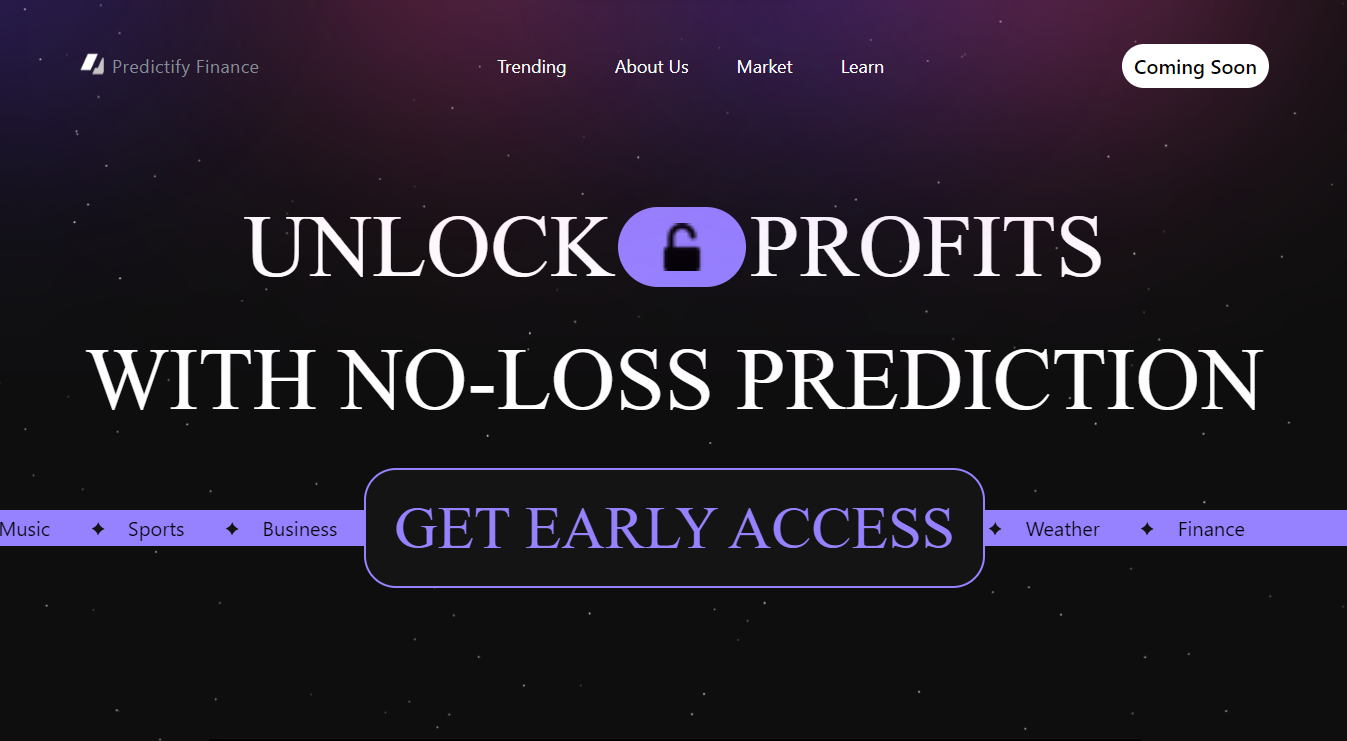 Predictify Finance Trending About Us Market Learn Coming Soon
UNLOCK PROFITS
WITH NO-LOSS PREDICTION
GET EARLY ACCESS
Music ✦ Sports ✦ Business ✦ Weather ✦ Finance